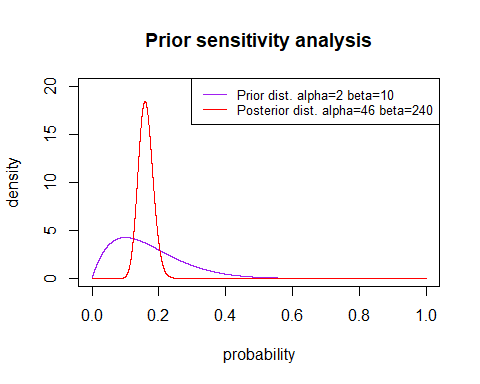 Prior sensitivity analysis
Prior dist. alpha=2 beta=10
Posterior dist. alpha=46 beta=240
20
15
10
5
0
density
0.0 0.2 0.4 0.6 0.8 1.0
probability